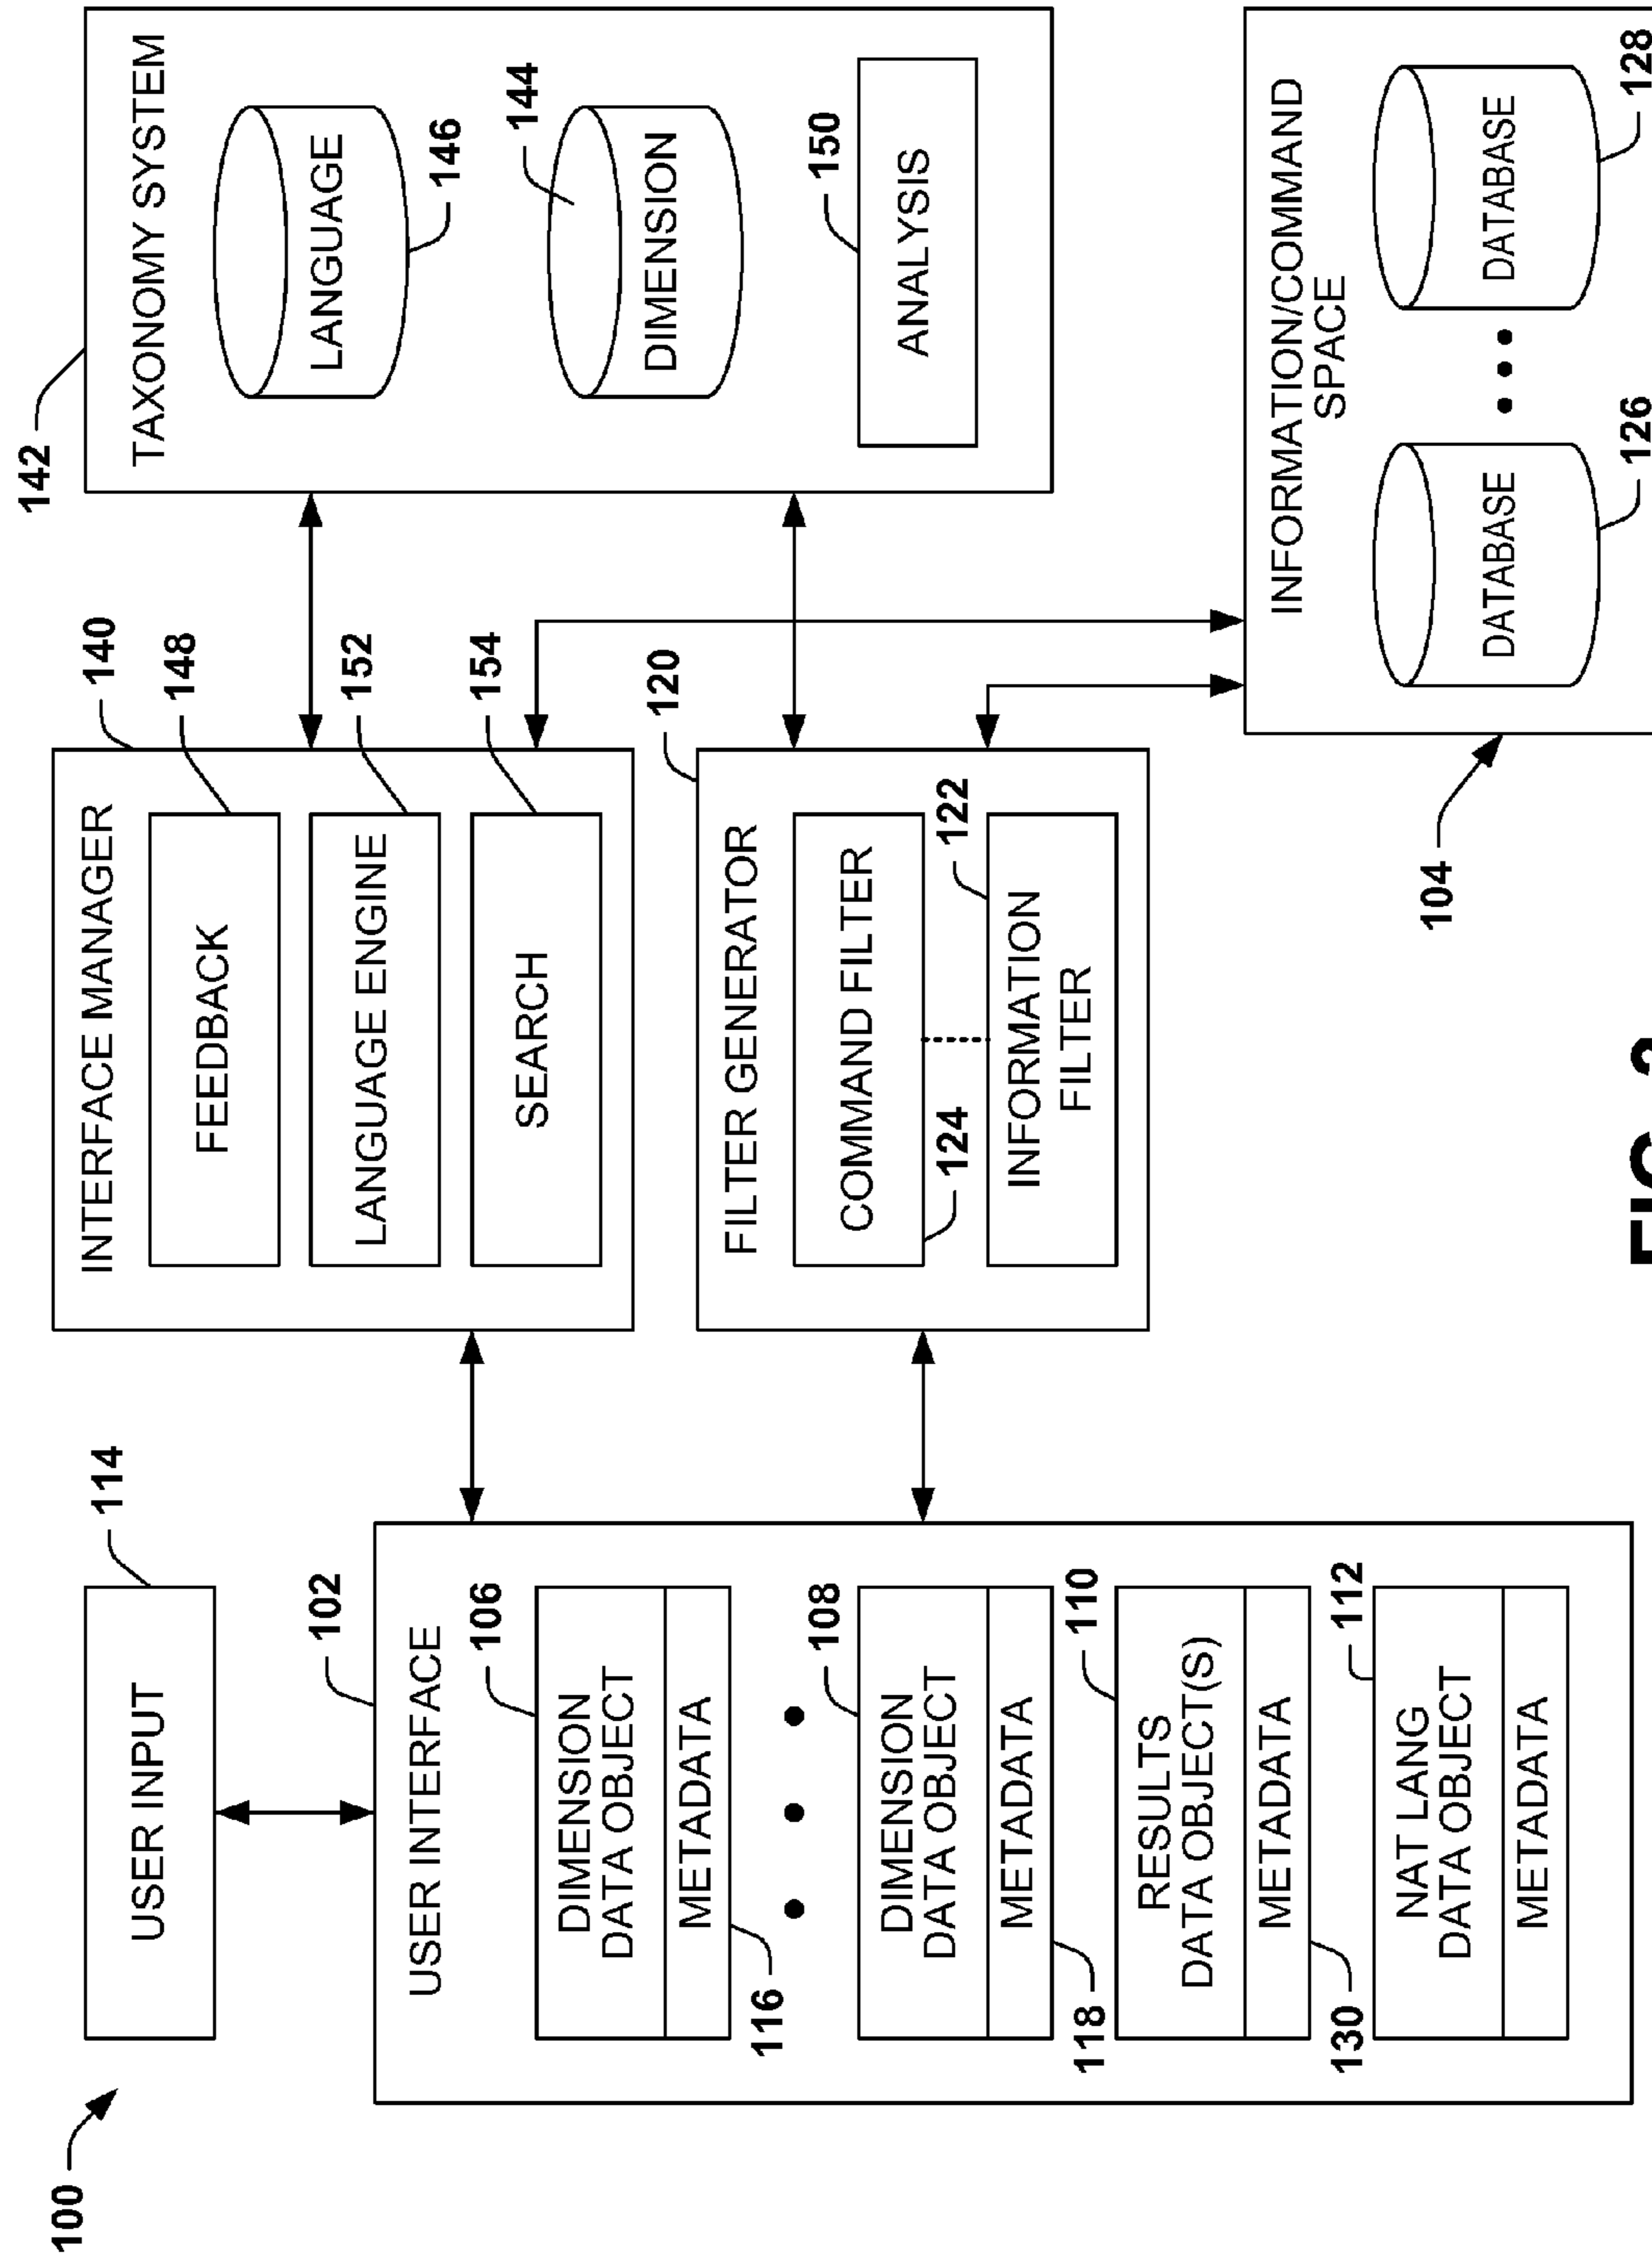 100
USER INPUT
114
102
USER INTERFACE
DIMENSION
DATA OBJECT
106
METADATA
116
DIMENSION
DATA OBJECT
108
METADATA
118
RESULTS
DATA OBJECT(S)
110
METADATA
130
NAT LANG
DATA OBJECT
112
METADATA
INTERFACE MANAGER
140
FEEDBACK
148
LANGUAGE ENGINE
152
SEARCH
154
FILTER GENERATOR
120
COMMAND FILTER
124
122
INFORMATION
FILTER
142
TAXONOMY SYSTEM
LANGUAGE
146
144
DIMENSION
150
ANALYSIS
104
INFORMATION/COMMAND
SPACE
DATABASE
126
DATABASE
128